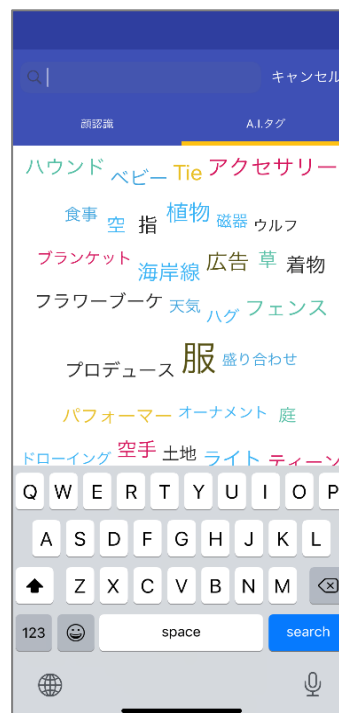 キャンセル
顔認識 A.I.タグ
ハウンド ベビー Tie アクセサリー
食事 空 指 植物 磁器 ウルフ
ブランケット 海岸線 広告 草 着物
フラワーブーケ 天気 ハグ フェンス
プロデュース 服 盛り合わせ
パフォーマー オーナメント 庭
ドローイング 空手 土地 ライト ティーン
Q W E R T Y U I O P
A S D F G H J K L
Z X C V B N M
123 space search